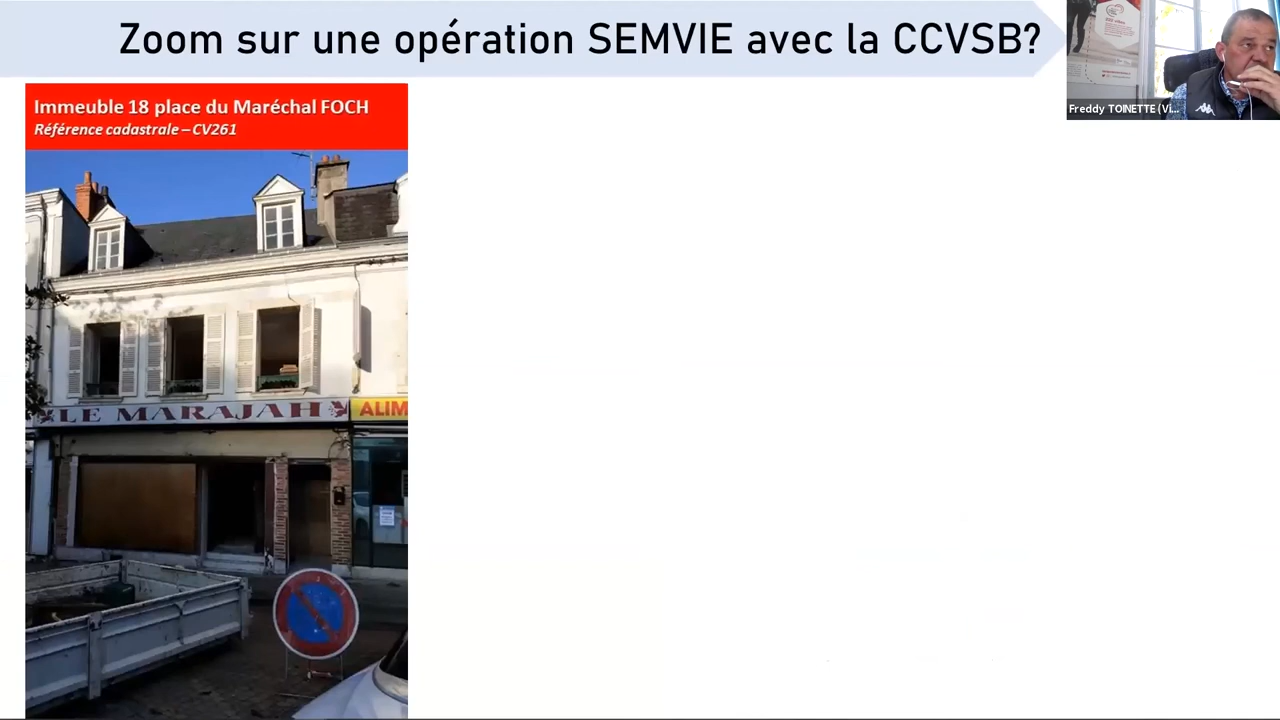 Zoom sur une opération SEMVIE avec la CCVSB?
Immeuble 18 place du Maréchal FOCH
Référence cadastrale – CV261
Freddy TOINETTE (Vi...
LE MARAJAH
ALIM